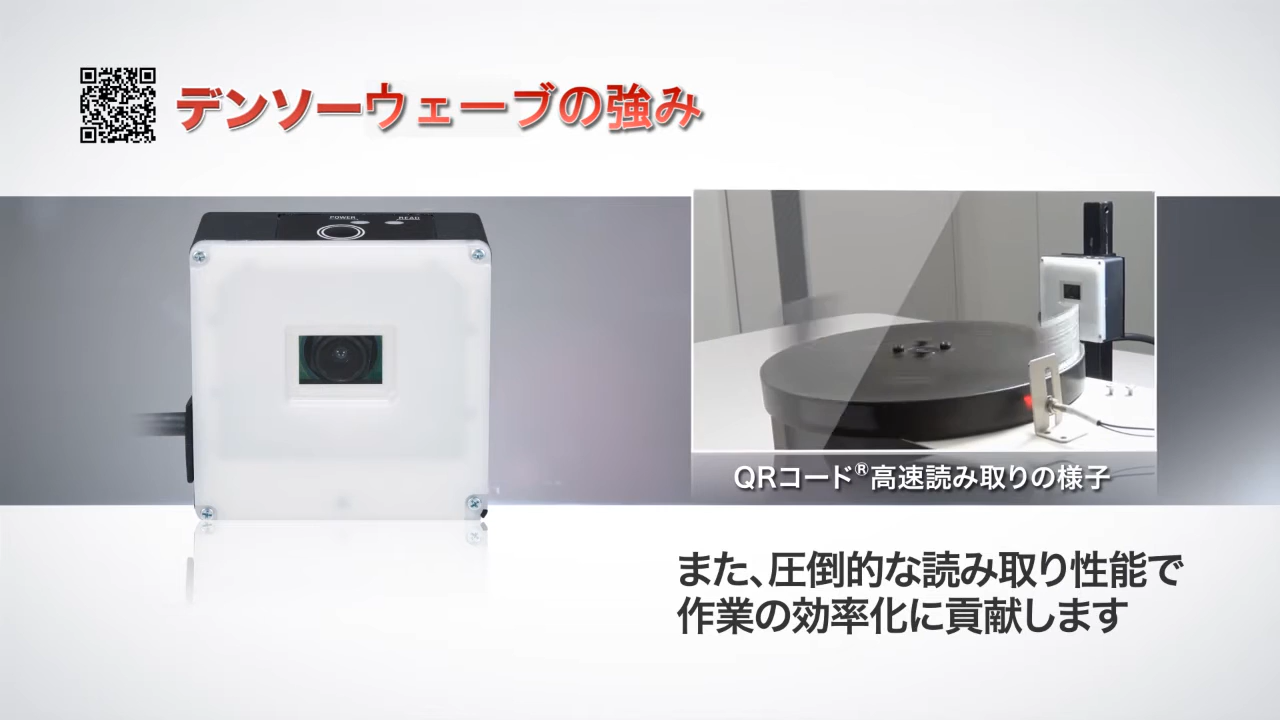 デンソーウェーブの強み
POWER
READ
QRコード®高速読み取りの様子
また、圧倒的な読み取り性能で
作業の効率化に貢献します